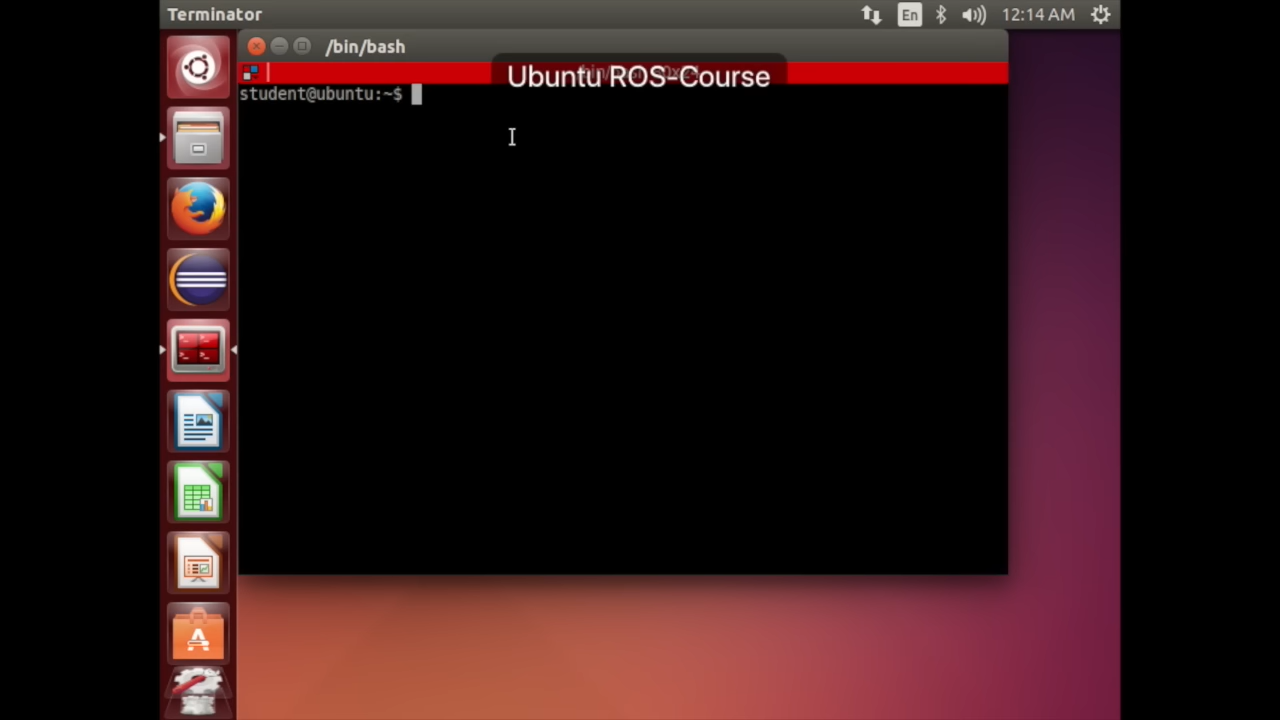 Terminator
En
12:14 AM
/bin/bash
Ubuntu ROS-Course
student@ubuntu:~$